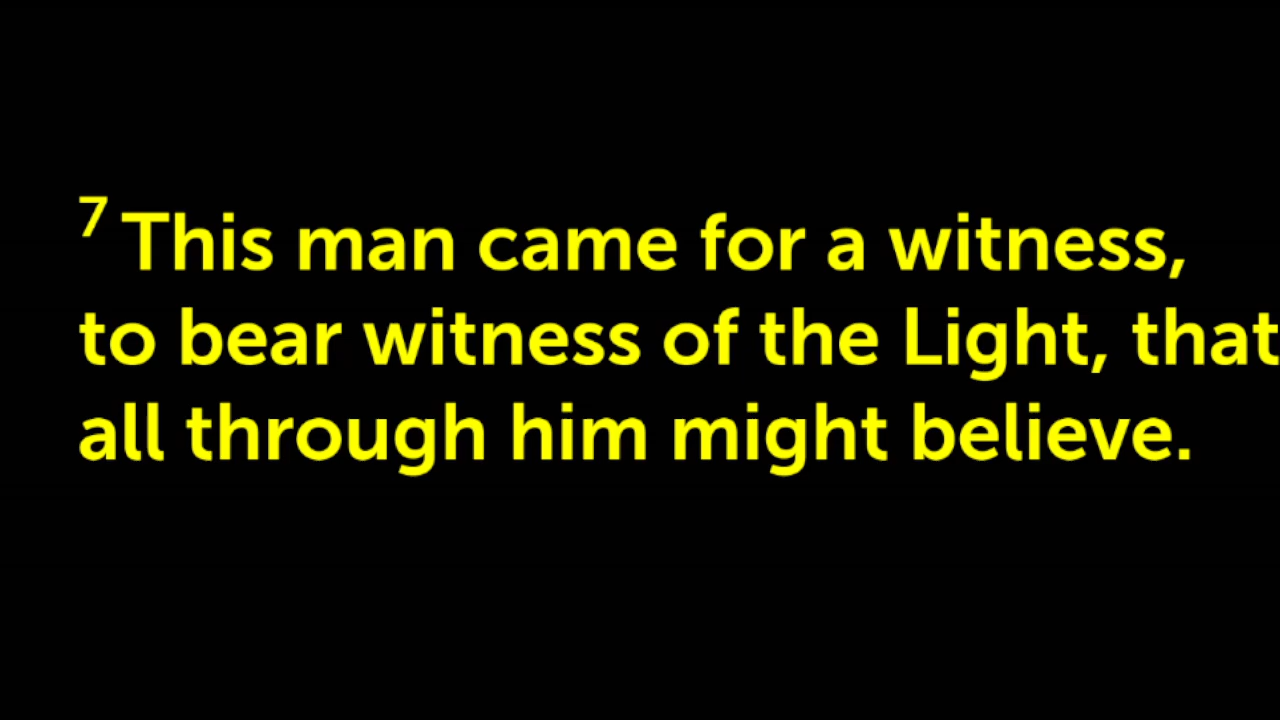 7 This man came for a witness,
to bear witness of the Light, that
all through him might believe.